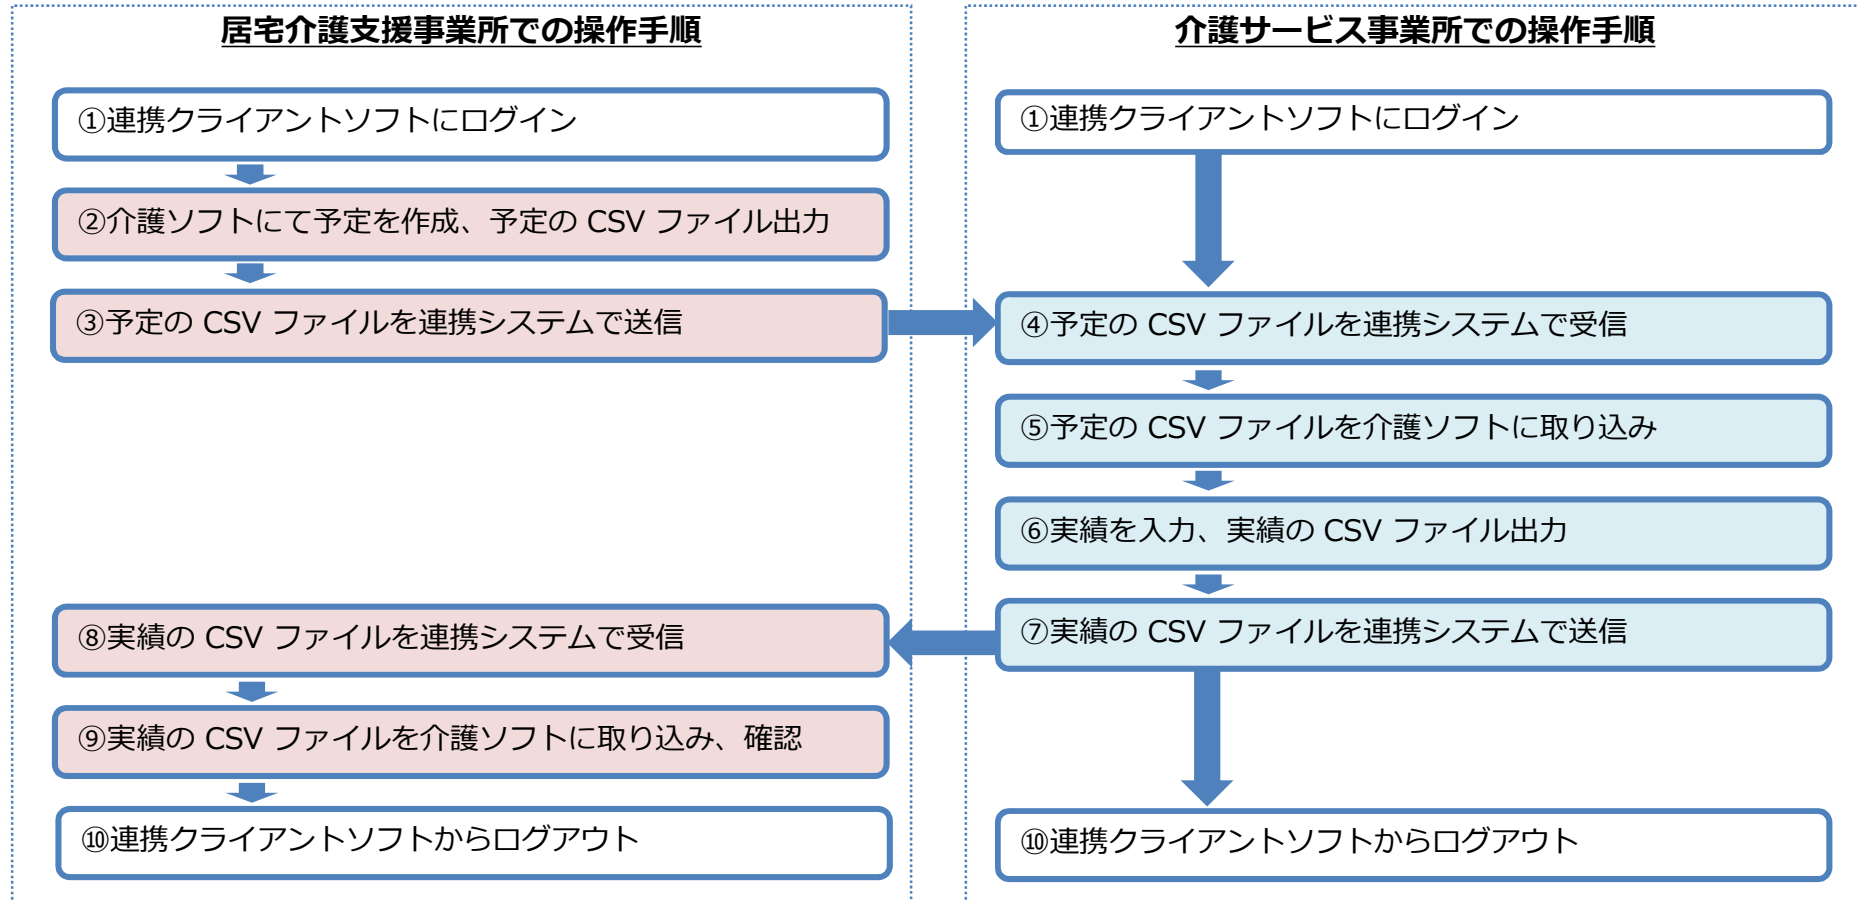 居宅介護支援事業所での操作手順
①連携クライアントソフトにログイン
②介護ソフトにて予定を作成、予定の CSV ファイル出力
③予定の CSV ファイルを連携システムで送信
⑧実績の CSV ファイルを連携システムで受信
⑨実績の CSV ファイルを介護ソフトに取り込み、確認
⑩連携クライアントソフトからログアウト
介護サービス事業所での操作手順
①連携クライアントソフトにログイン
④予定の CSV ファイルを連携システムで受信
⑤予定の CSV ファイルを介護ソフトに取り込み
⑥実績を入力、実績の CSV ファイル出力
⑦実績の CSV ファイルを連携システムで送信
⑩連携クライアントソフトからログアウト